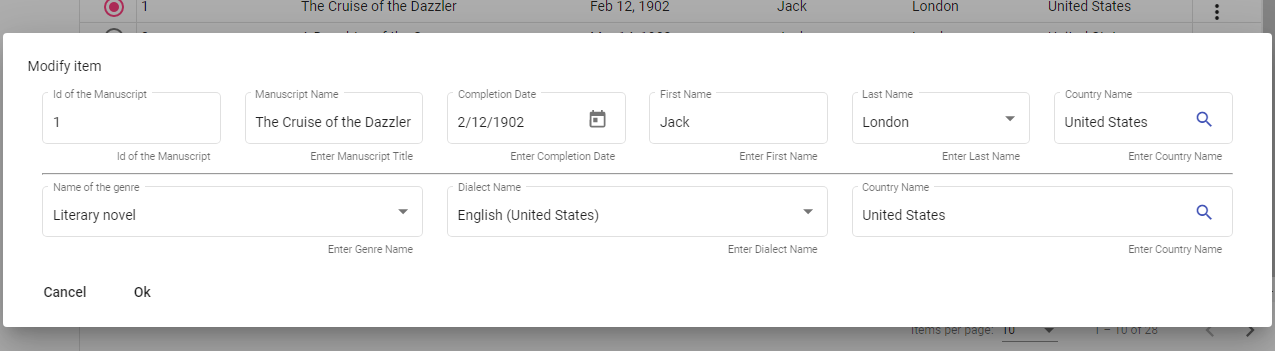 1 The Cruise of the Dazzler Feb 12, 1902 Jack London United States
Modify item
Id of the Manuscript Manuscript Name Completion Date First Name Last Name Country Name
1 The Cruise of the Dazzler 2/12/1902 Jack London United States
Id of the Manuscript Enter Manuscript Title Enter Completion Date Enter First Name Enter Last Name Enter Country Name
Name of the genre Dialect Name Country Name
Literary novel English (United States) United States
Enter Genre Name Enter Dialect Name Enter Country Name
Cancel Ok
Items per page: 10 1 – 10 of 28